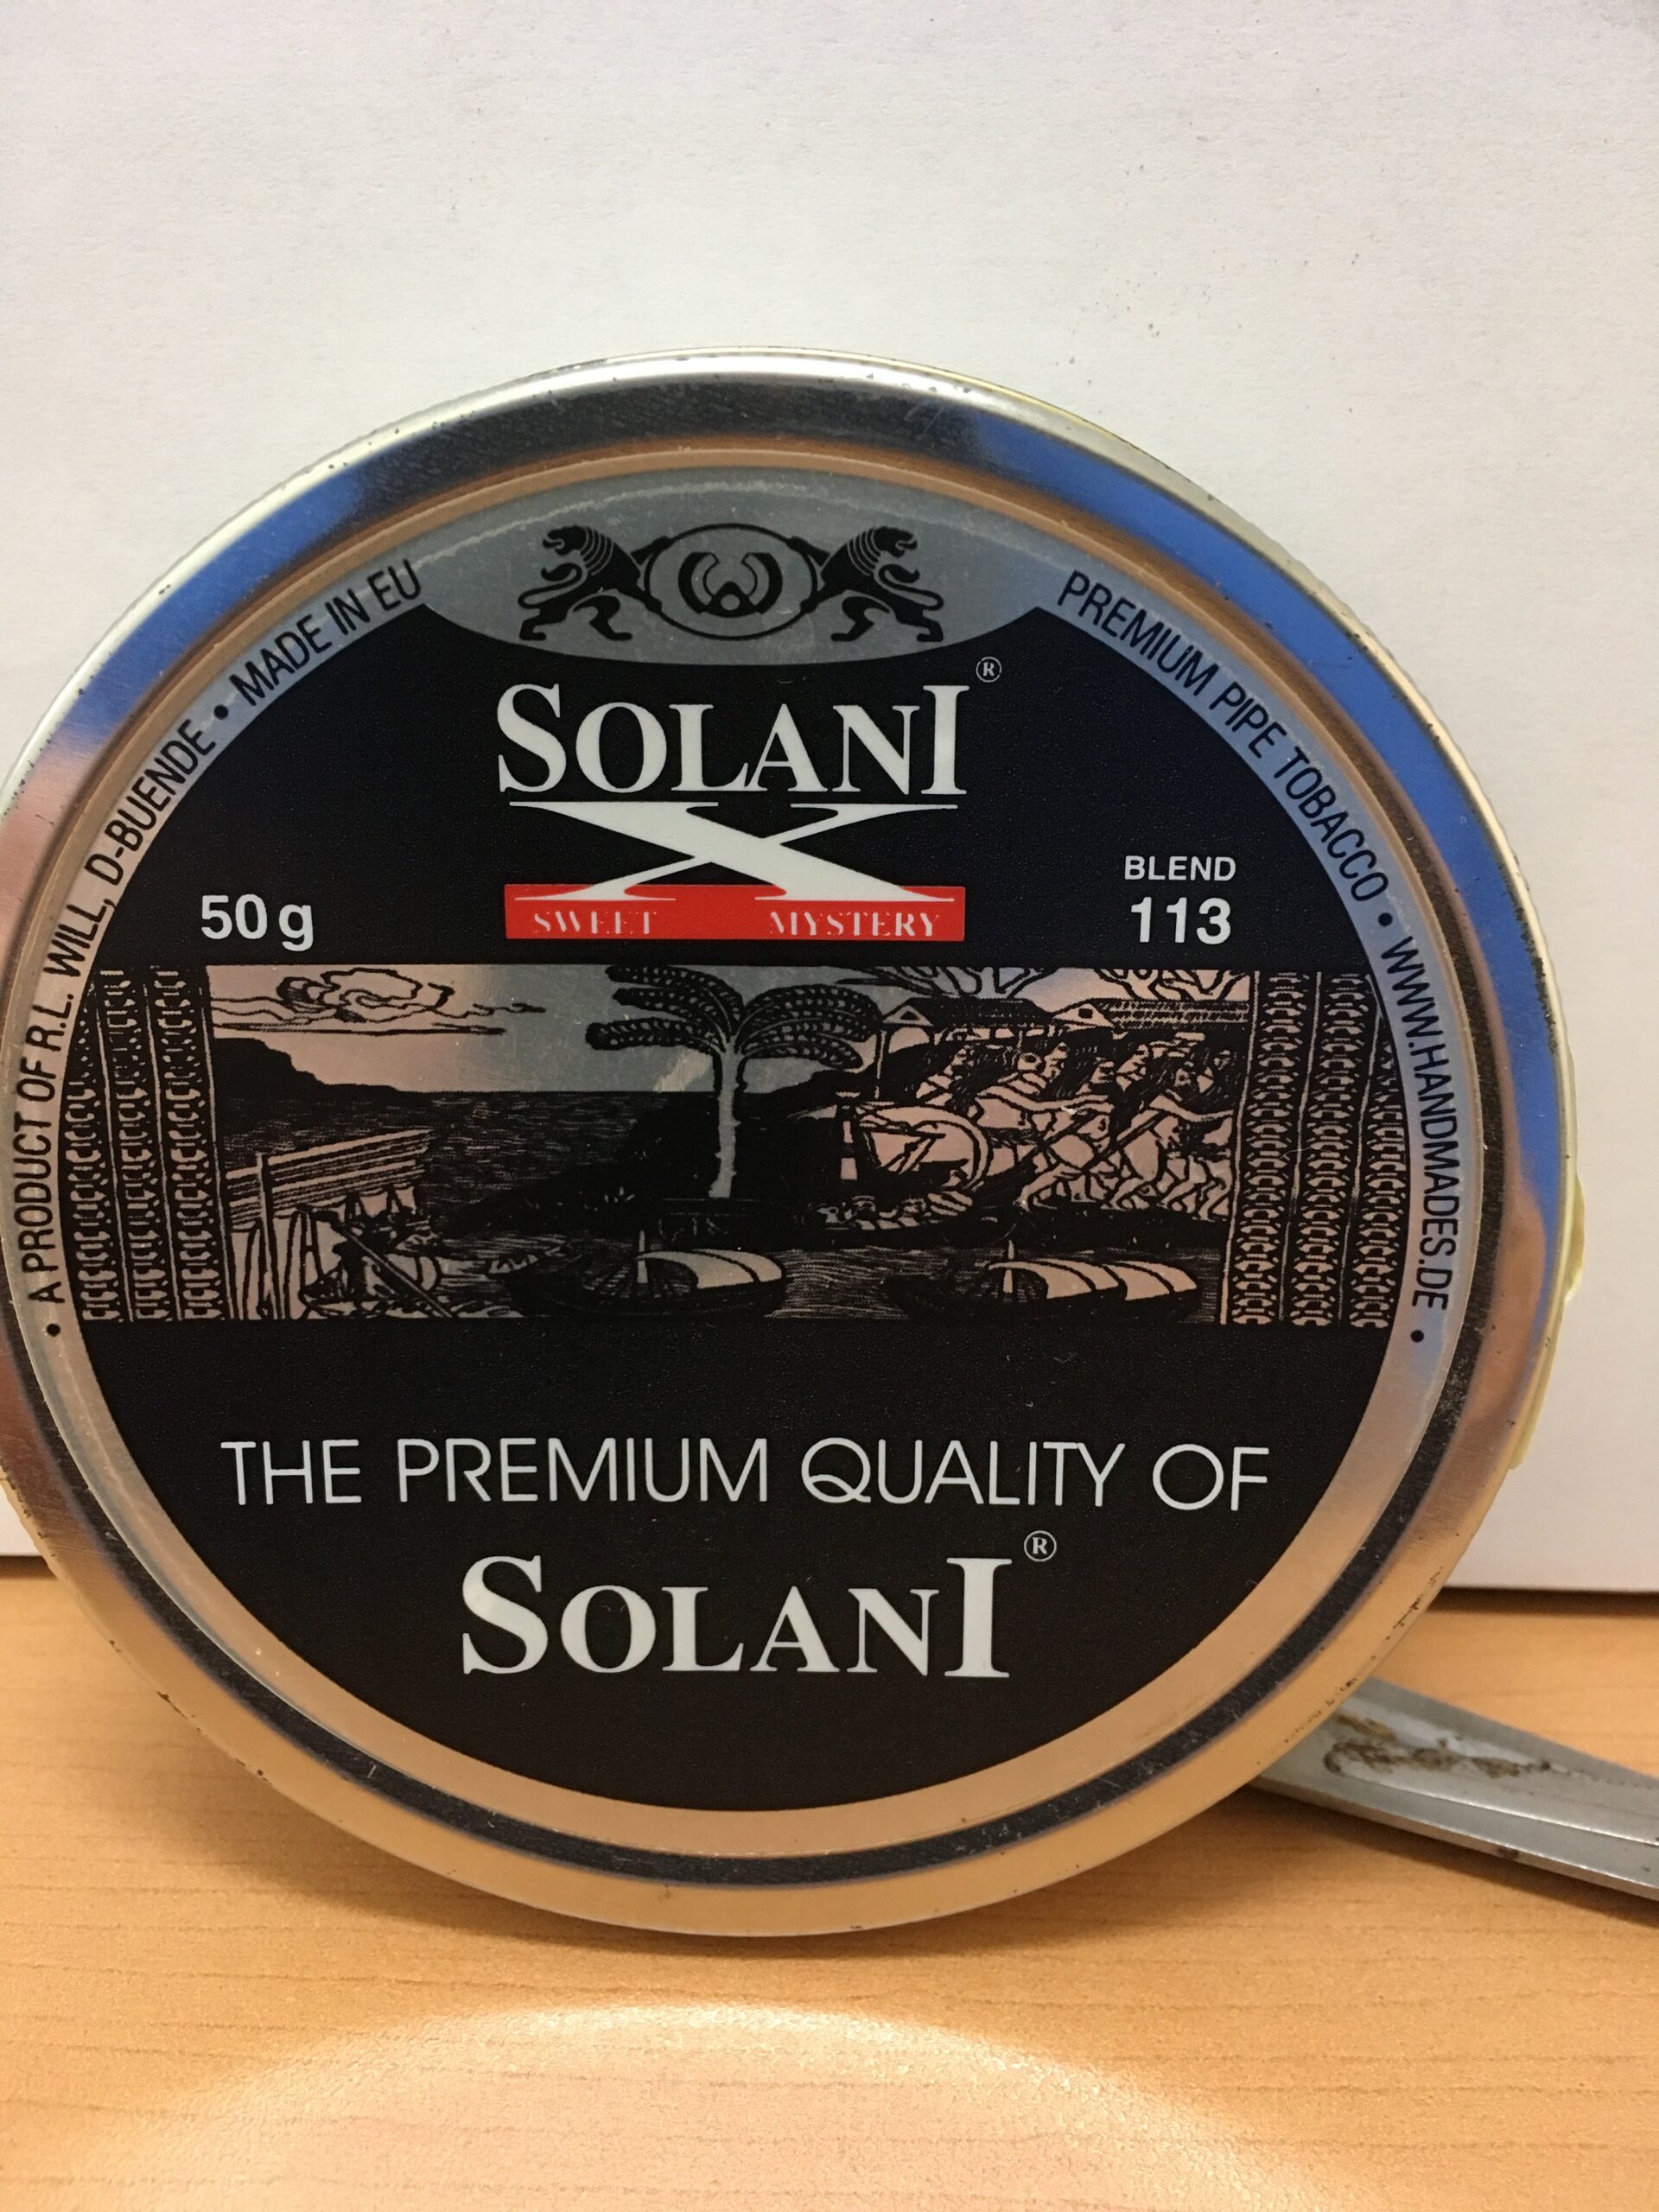 • A PRODUCT OF R.L. WILL, D-BUENDE • MADE IN EU
PREMIUM PIPE TOBACCO • WWW.HANDMADES.DE •
SOLANI®
X
SWEET MYSTERY
50g
BLEND
113
THE PREMIUM QUALITY OF
SOLANI®